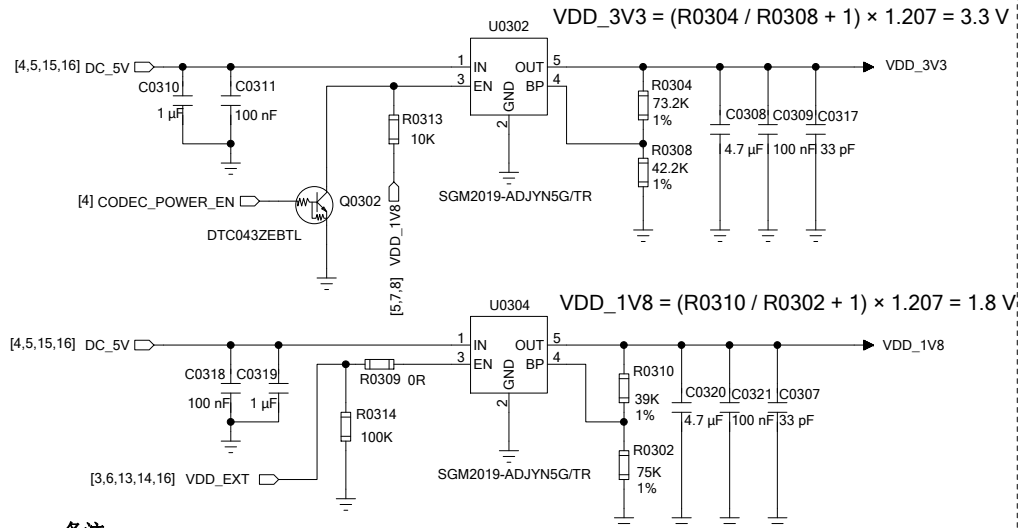 VDD_3V3 = (R0304 / R0308 + 1) × 1.207 = 3.3 V
U0302
[4,5,15,16] DC_5V
1 IN OUT 5
VDD_3V3
3 EN BP 4
GND
2
C0310
1 µF
C0311
100 nF
R0313
10K
R0304
73.2K
1%
R0308
42.2K
1%
C0308 C0309 C0317
4.7 µF 100 nF 33 pF
SGM2019-ADJYN5G/TR
[4] CODEC_POWER_EN
Q0302
DTC043ZEBTL
[5,7,8] VDD_1V8
U0304
VDD_1V8 = (R0310 / R0302 + 1) × 1.207 = 1.8 V
[4,5,15,16] DC_5V
1 IN OUT 5
VDD_1V8
3 EN BP 4
GND
2
C0318 C0319
100 nF 1 µF
R0309 0R
R0314
100K
R0310
39K
1%
R0302
75K
1%
C0320 C0321 C0307
4.7 µF 100 nF 33 pF
SGM2019-ADJYN5G/TR
[3,6,13,14,16] VDD_EXT